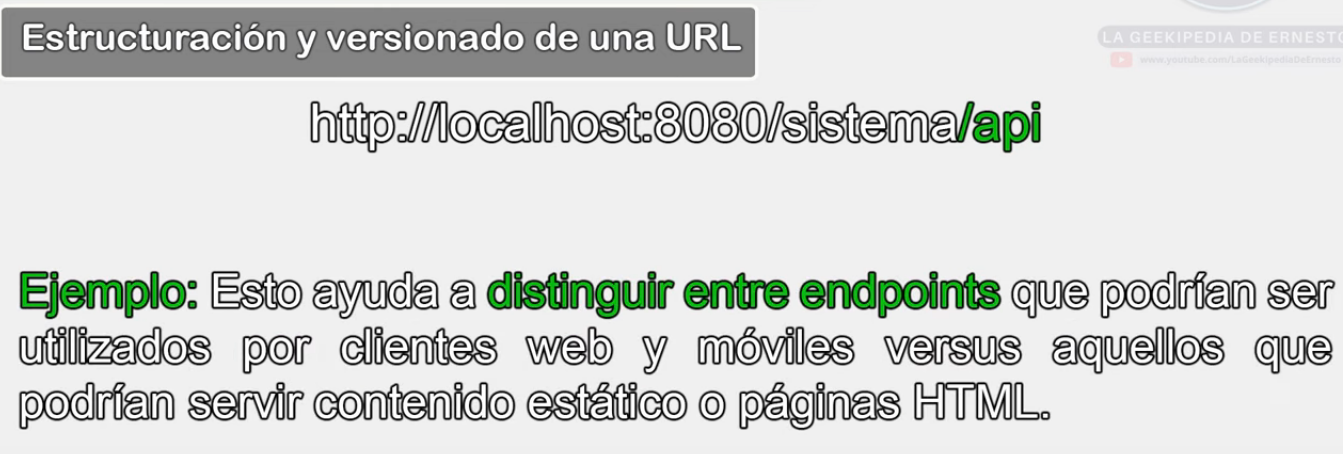 Estructuración y versionado de una URL
LA GEEKIPEDIA DE ERNESTO
www.youtube.com/LaGeekipediaDeErnesto
http://localhost:8080/sistema/api
Ejemplo: Esto ayuda a distinguir entre endpoints que podrían ser
utilizados por clientes web y móviles versus aquellos que
podrían servir contenido estático o páginas HTML.